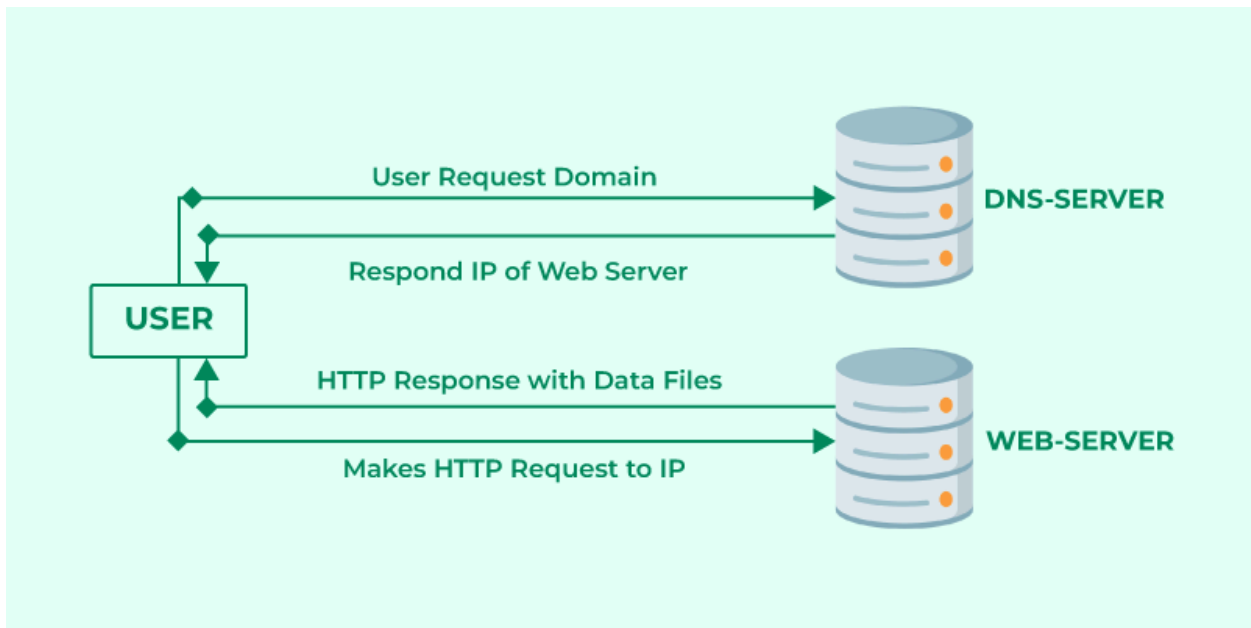 User Request Domain
DNS-SERVER
Respond IP of Web Server
USER
HTTP Response with Data Files
WEB-SERVER
Makes HTTP Request to IP